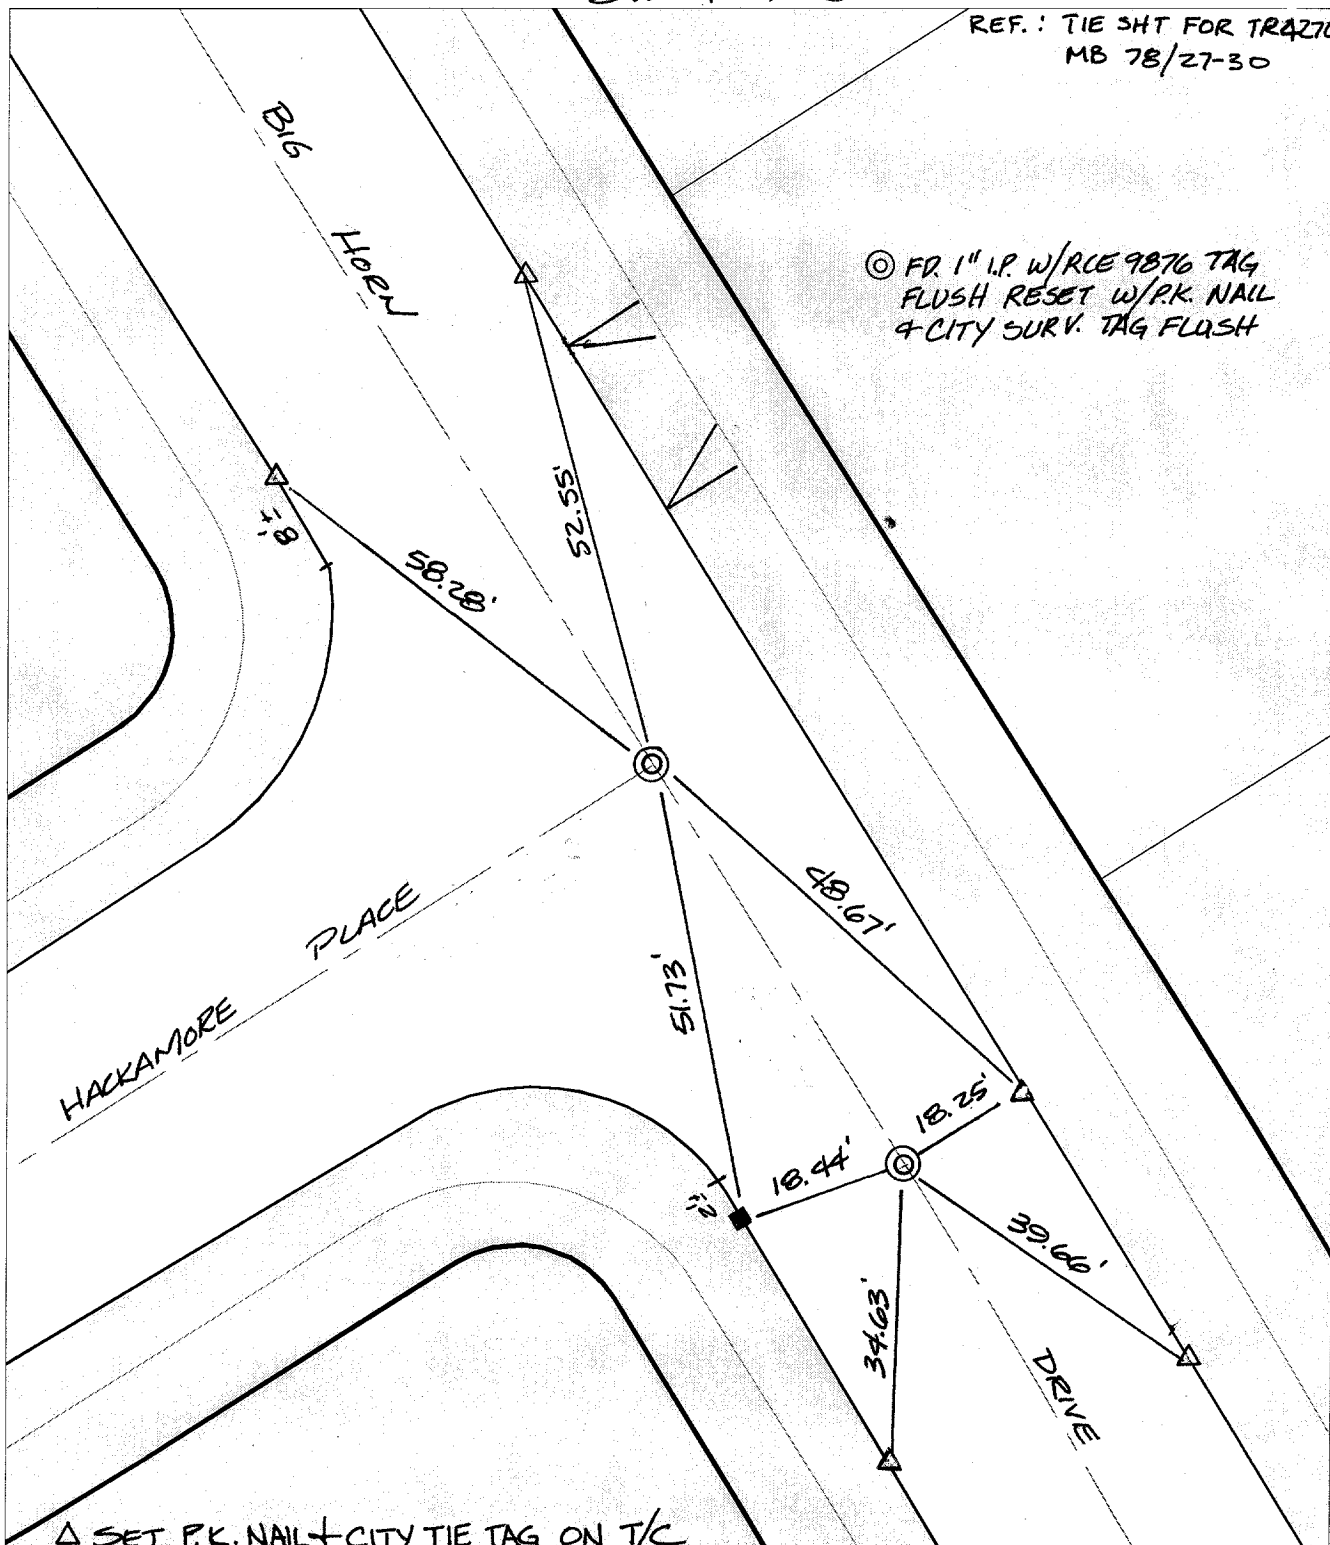 REF.: TIE SHT FOR
MB 78/27-30
BIG
HORN
◎ FD. 1" I.P. W/RCE 9876 TAG
FLUSH RESET W/P.K. NAIL
& CITY SURV. TAG FLUSH
52.55'
8'±
58.28'
48.67'
PLACE
51.73'
HACKAMORE
18.25'
18.44'
2'±
39.66'
34.63'
DRIVE
△ SET P.K. NAIL + CITY TIE TAG ON T/C